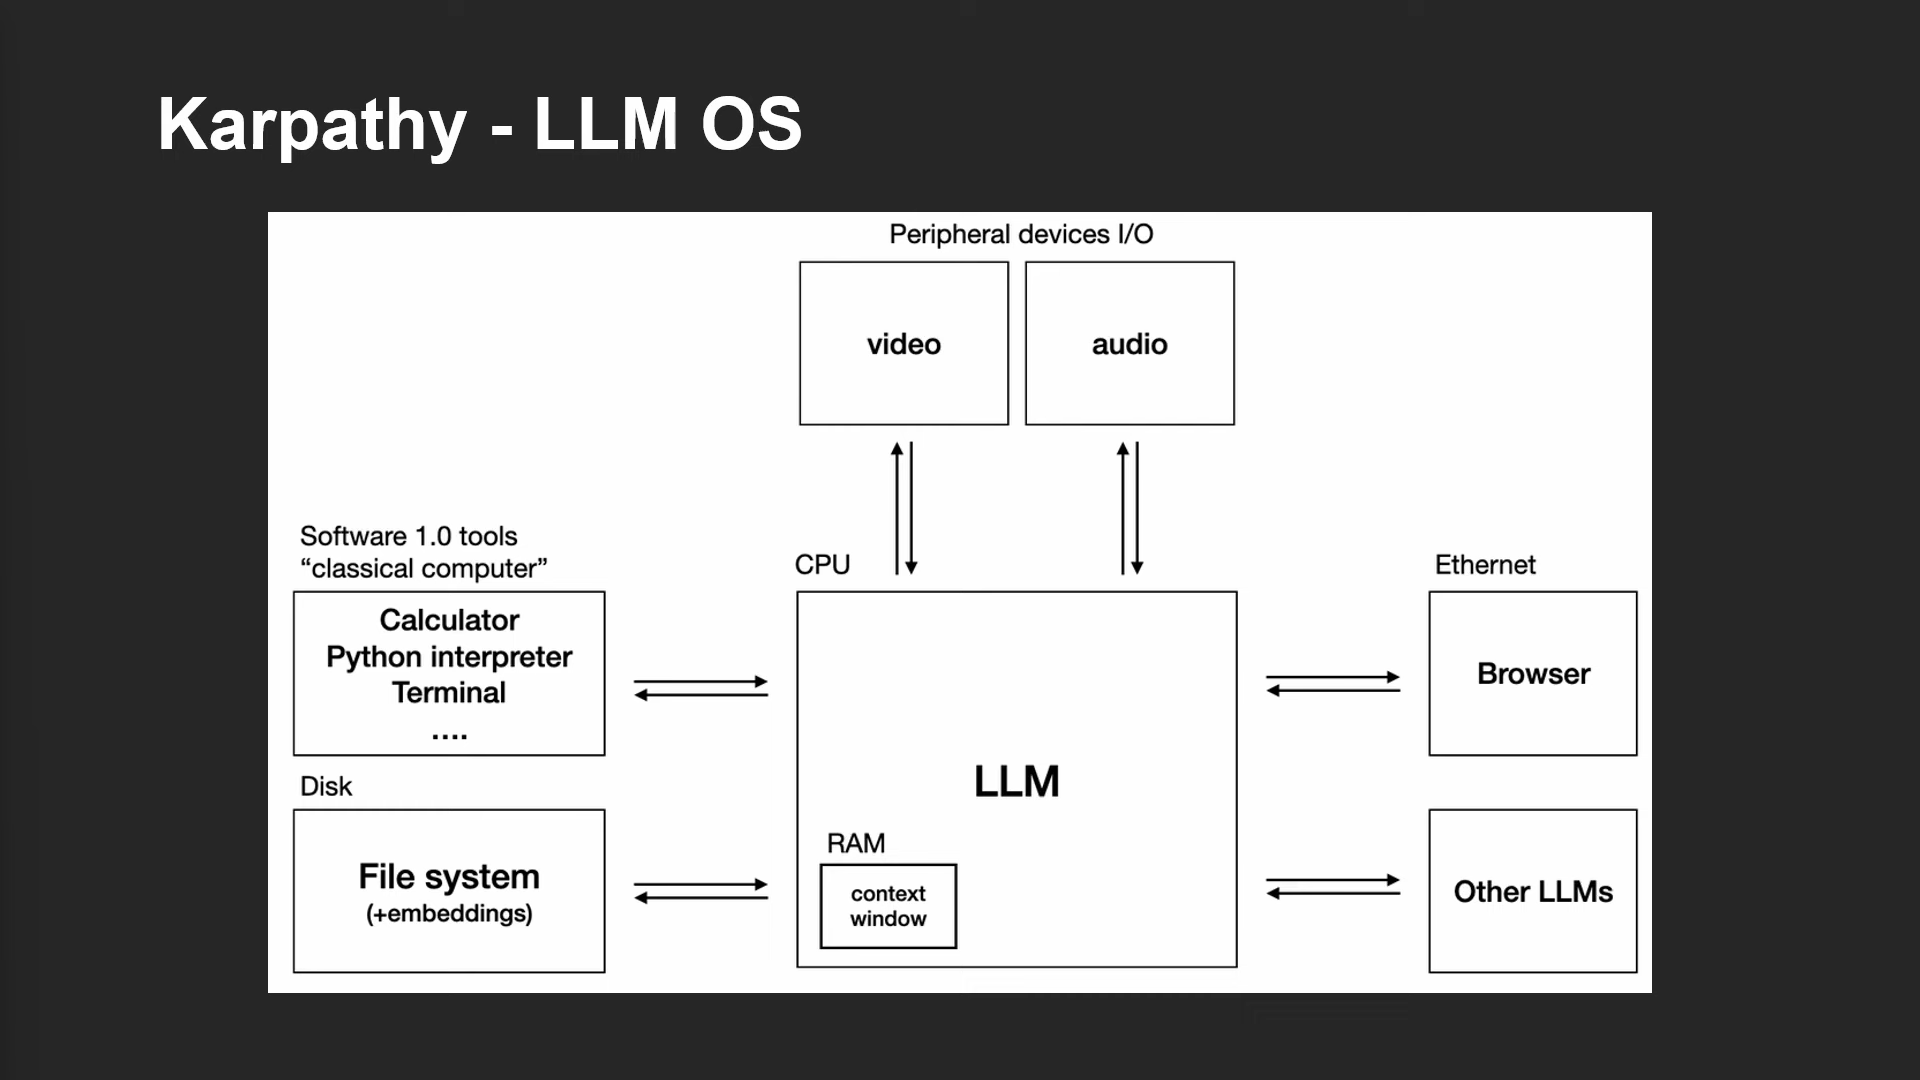 Karpathy - LLM OS
Peripheral devices I/O
video
audio
Software 1.0 tools
“classical computer”
Calculator
Python interpreter
Terminal
....
Disk
File system
(+embeddings)
CPU
LLM
RAM
context
window
Ethernet
Browser
Other LLMs